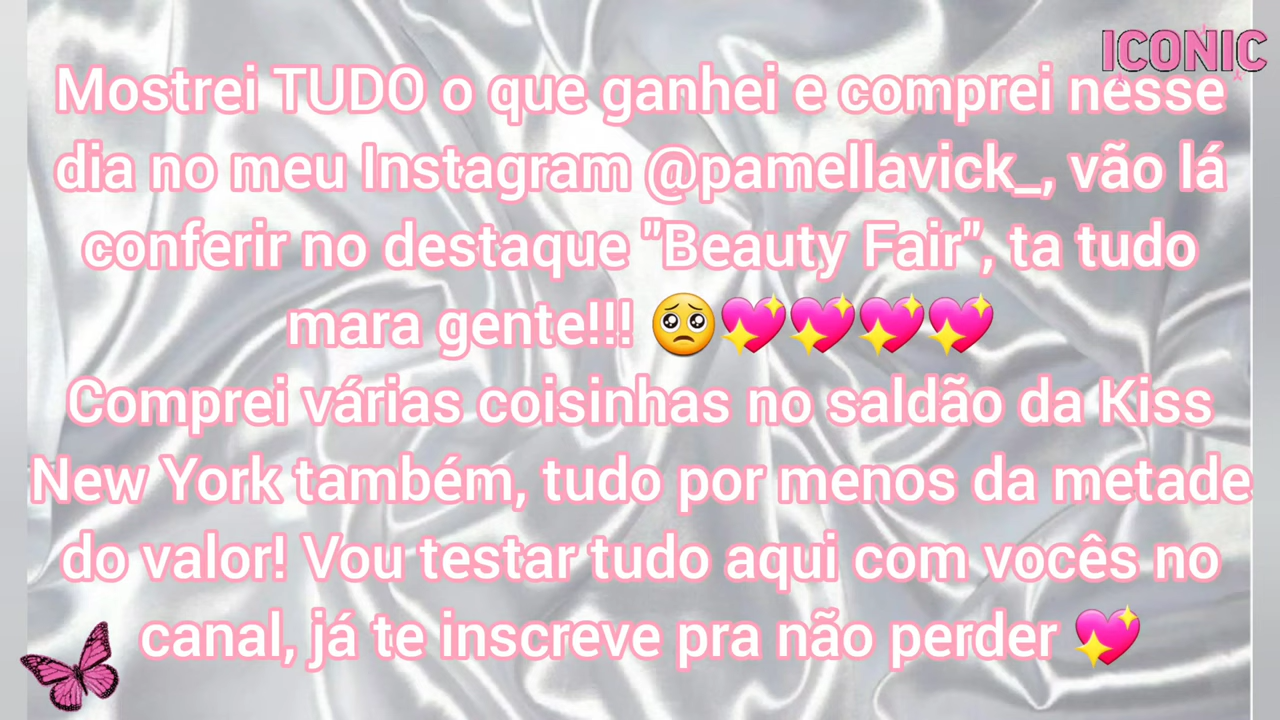 ICONIC
Mostrei TUDO o que ganhei e comprei nesse
dia no meu Instagram @pamellavick_, vão lá
conferir no destaque "Beauty Fair", ta tudo
mara gente!!! 🥺💖💖💖💖
Comprei várias coisinhas no saldão da Kiss
New York também, tudo por menos da metade
do valor! Vou testar tudo aqui com vocês no
canal, já te inscreve pra não perder 💖